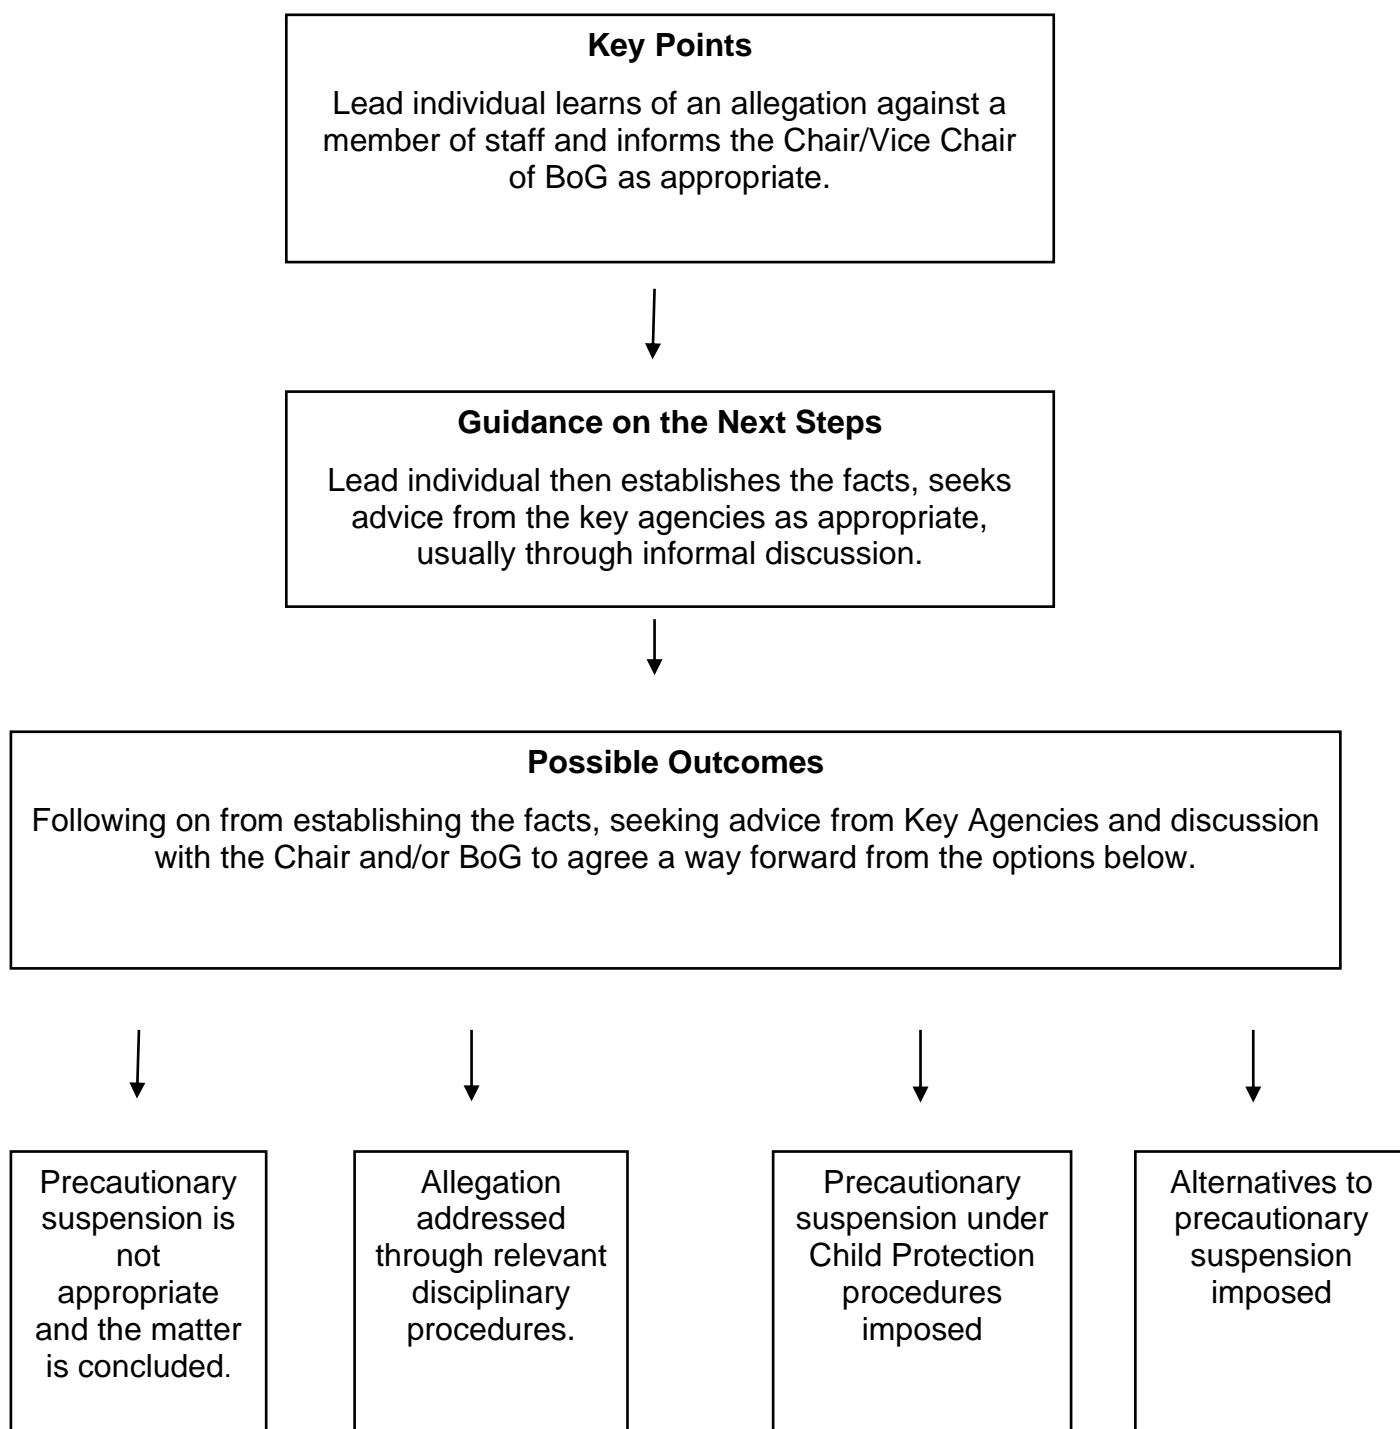 Key Points
Lead individual learns of an allegation against a
member of staff and informs the Chair/Vice Chair
of BoG as appropriate.
Guidance on the Next Steps
Lead individual then establishes the facts, seeks
advice from the key agencies as appropriate,
usually through informal discussion.
Possible Outcomes
Following on from establishing the facts, seeking advice from Key Agencies and discussion
with the Chair and/or BoG to agree a way forward from the options below.
Precautionary
suspension is
not
appropriate
and the matter
is concluded.
Allegation
addressed
through relevant
disciplinary
procedures.
Precautionary
suspension under
Child Protection
procedures
imposed
Alternatives to
precautionary
suspension
imposed